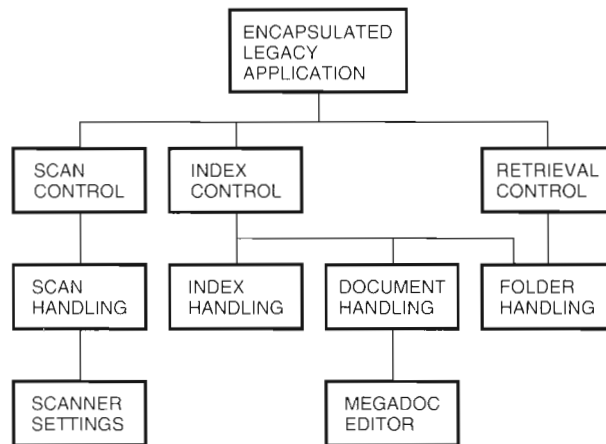 ENCAPSULATED
LEGACY
APPLICATION
SCAN
CONTROL
INDEX
CONTROL
RETRIEVAL
CONTROL
SCAN
HANDLING
INDEX
HANDLING
DOCUMENT
HANDLING
FOLDER
HANDLING
SCANNER
SETTINGS
MEGADOC
EDITOR